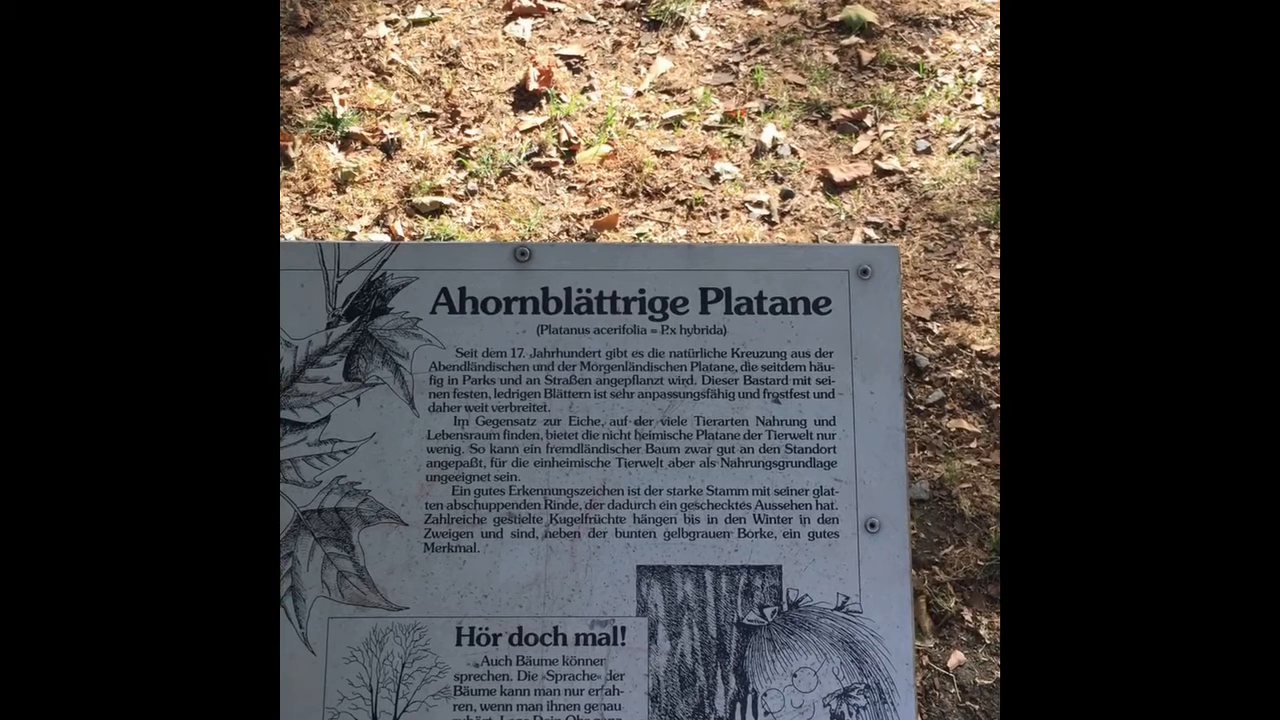 Ahornblättrige Platane
(Platanus acerifolia = P.x hybrida)
Seit dem 17. Jahrhundert gibt es die natürliche Kreuzung aus der
Abendländischen und der Morgenländischen Platane, die seitdem häu-
fig in Parks und an Straßen angepflanzt wird. Dieser Bastard mit sei-
nen festen, ledrigen Blättern ist sehr anpassungsfähig und frostfest und
daher weit verbreitet.
Im Gegensatz zur Eiche, auf der viele Tierarten Nahrung und
Lebensraum finden, bietet die nicht heimische Platane der Tierwelt nur
wenig. So kann ein fremdländischer Baum zwar gut an den Standort
angepaßt, für die einheimische Tierwelt aber als Nahrungsgrundlage
ungeeignet sein.
Ein gutes Erkennungszeichen ist der starke Stamm mit seiner glat-
ten abschuppenden Rinde, der dadurch ein geschecktes Aussehen hat.
Zahlreiche gestielte Kugelfrüchte hängen bis in den Winter in den
Zweigen und sind, neben der bunten gelbgrauen Borke, ein gutes
Merkmal.
Hör doch mal!
Auch Bäume können
sprechen. Die »Sprache« der
Bäume kann man nur erfah-
ren, wenn man ihnen genau